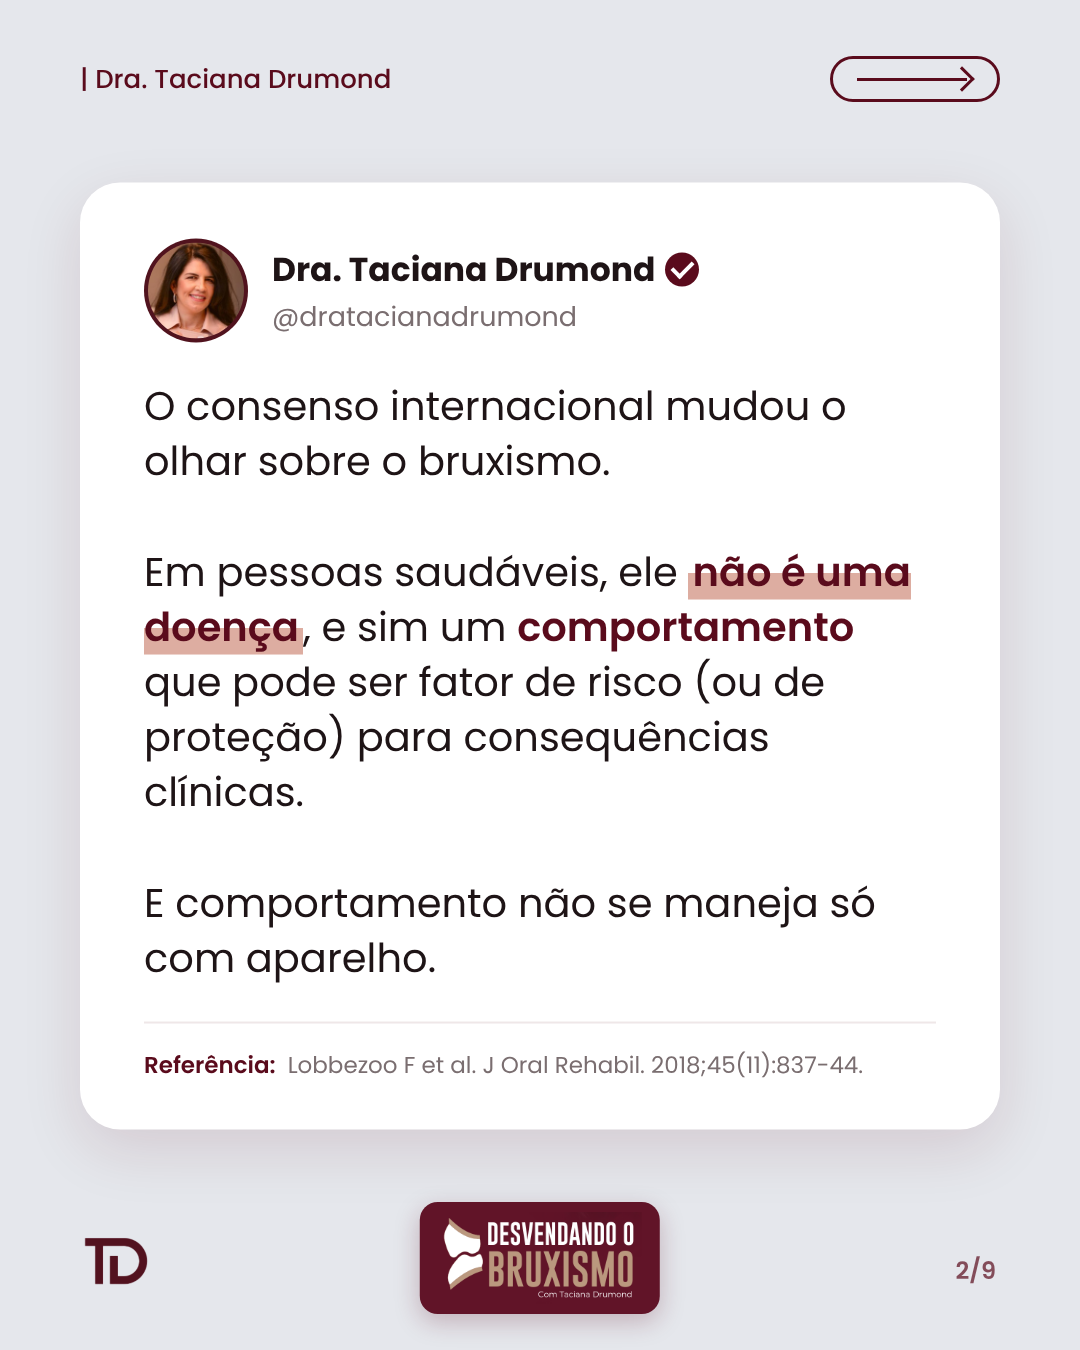 | Dra. Taciana Drumond
Dra. Taciana Drumond
@dratacianadrumond
O consenso internacional mudou o
olhar sobre o bruxismo.
Em pessoas saudáveis, ele não é uma
doença, e sim um comportamento
que pode ser fator de risco (ou de
proteção) para consequências
clínicas.
E comportamento não se maneja só
com aparelho.
Referência: Lobbezoo F et al. J Oral Rehabil. 2018;45(11):837-44.
TD
DESVENDANDO O
BRUXISMO
Com Taciana Drumond
2/9